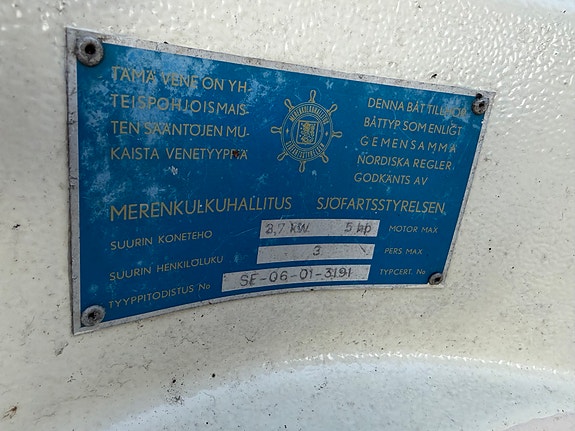 TÄMÄ VENE ON YH-
TEISPOHJOISMAIS-
TEN SÄÄNTÖJEN MU-
KAISTA VENETYYPPIÄ
MERENKULKUHALLITUS
SJÖFARTSSTYRELSEN
DENNA BÅT TILLHÖR
BÅTTYP SOM ENLIGT
GEMENSAMMA
NORDISKA REGLER
GODKÄNTS AV
MERENKULKUHALLITUS SJÖFARTSSTYRELSEN
SUURIN KONETEHO 3,7 kW 5 hp MOTOR MAX
SUURIN HENKILÖLUKU 3 PERS MAX
TYYPPITODISTUS No SF-06-01-3191 TYPCERT No